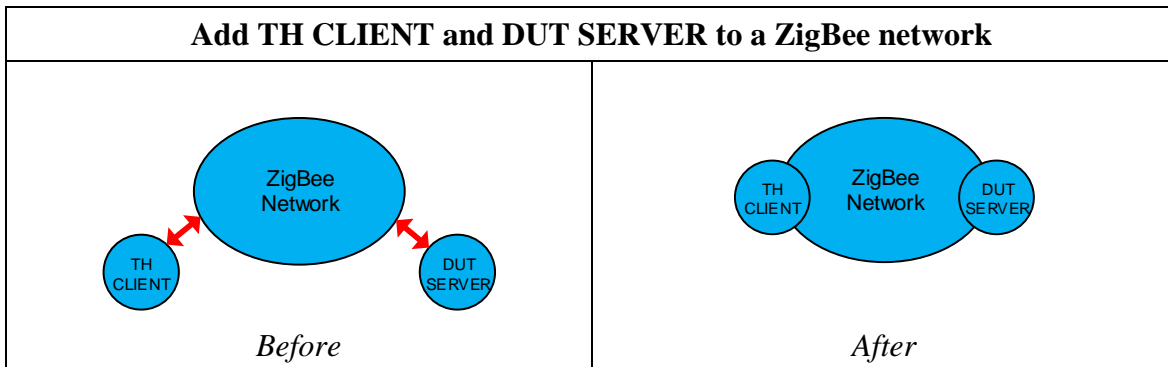 Add TH CLIENT and DUT SERVER to a ZigBee network
ZigBee
Network
TH
CLIENT
DUT
SERVER
Before
TH
CLIENT
ZigBee
Network
DUT
SERVER
After